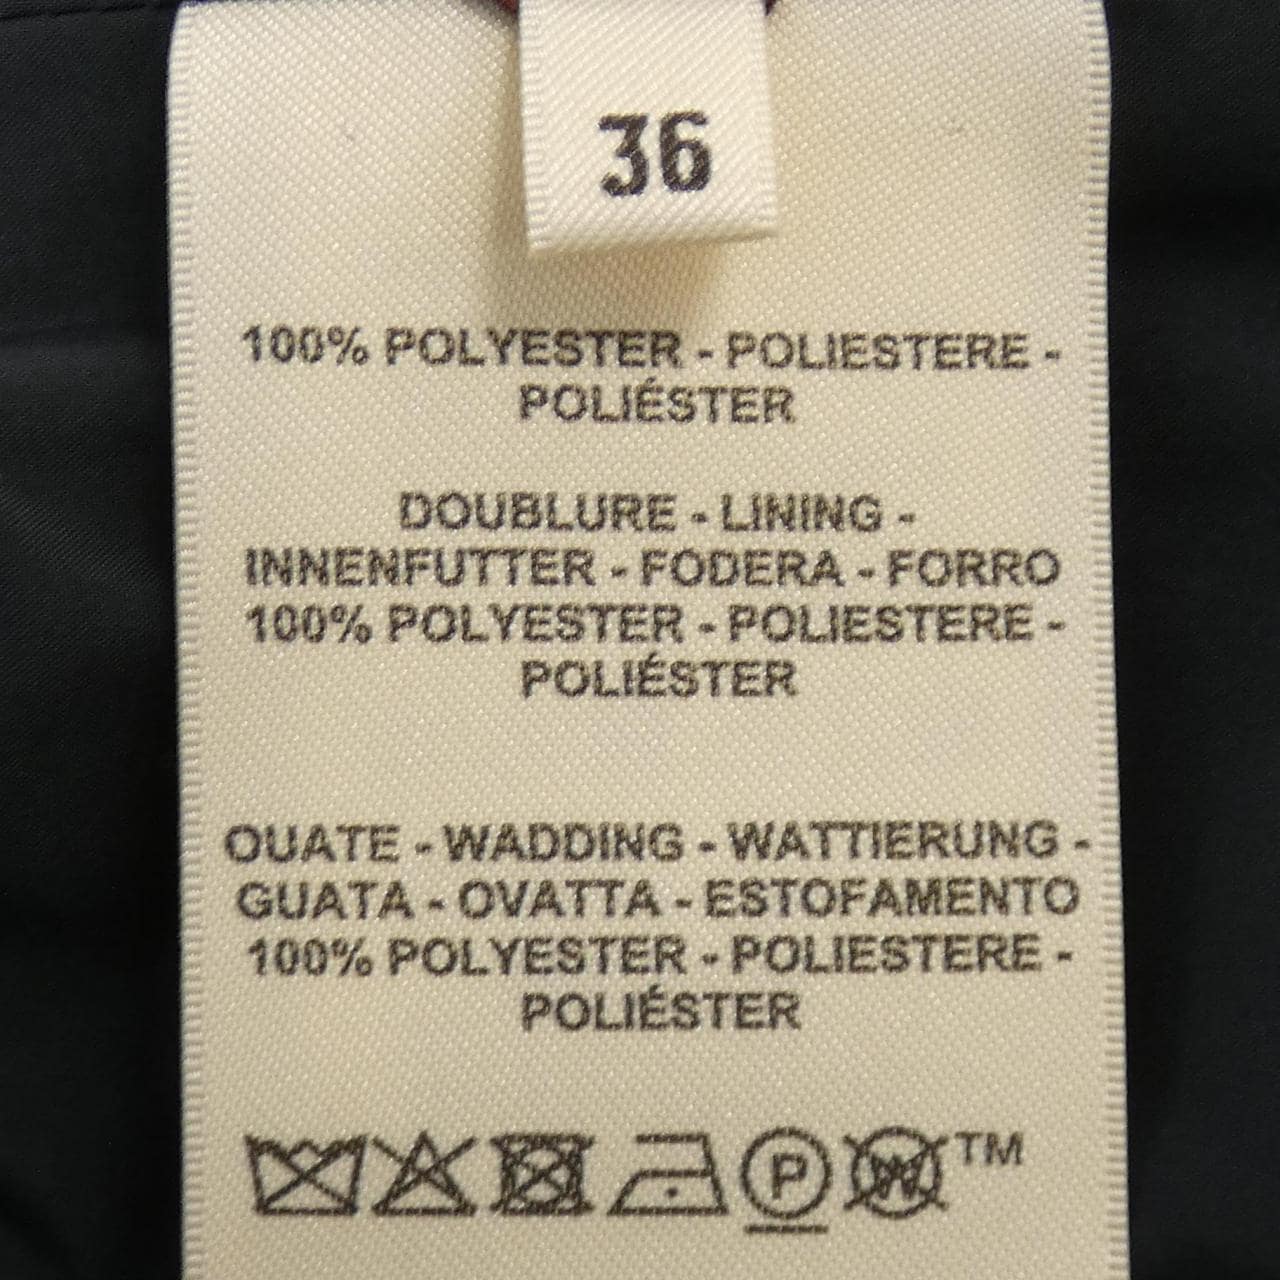 36
100% POLYESTER - POLIESTERE -
POLIÉSTER
DOUBLURE - LINING -
INNENFUTTER - FODERA - FORRO
100% POLYESTER - POLIESTERE -
POLIÉSTER
OUATE - WADDING - WATTIERUNG -
GUATA - OVATTA - ESTOFAMENTO
100% POLYESTER - POLIESTERE -
POLIÉSTER
P W TM